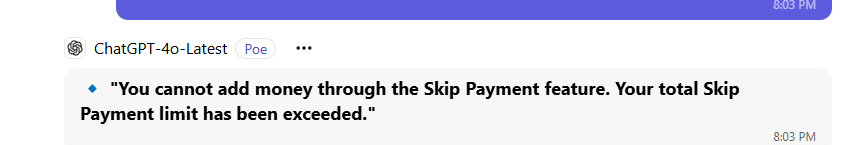 8:03 PM
ChatGPT-4o-Latest Poe
"You cannot add money through the Skip Payment feature. Your total Skip
Payment limit has been exceeded."
8:03 PM